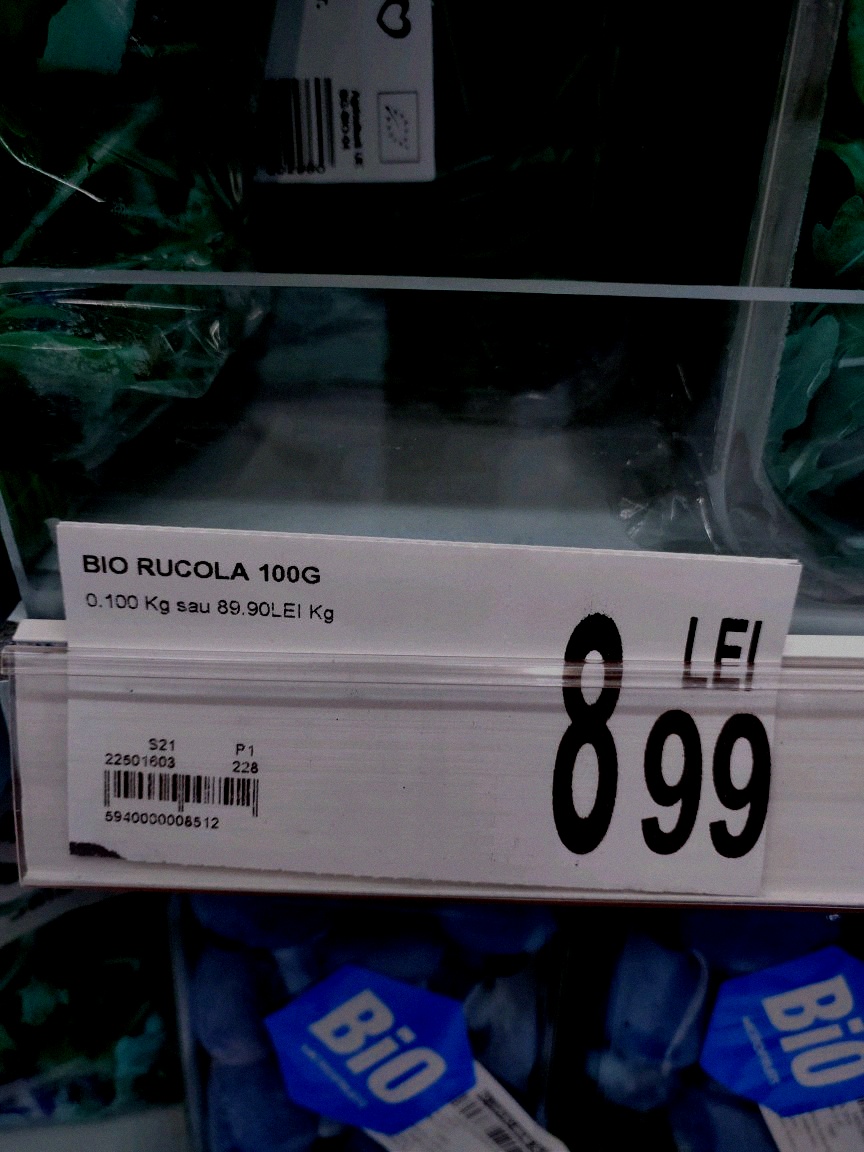 BIO RUCOLA 100G
0.100 Kg sau 89.90LEI Kg
LEI
8 99
S21 P1
22501603 228
5940000008512
BiO
BiO